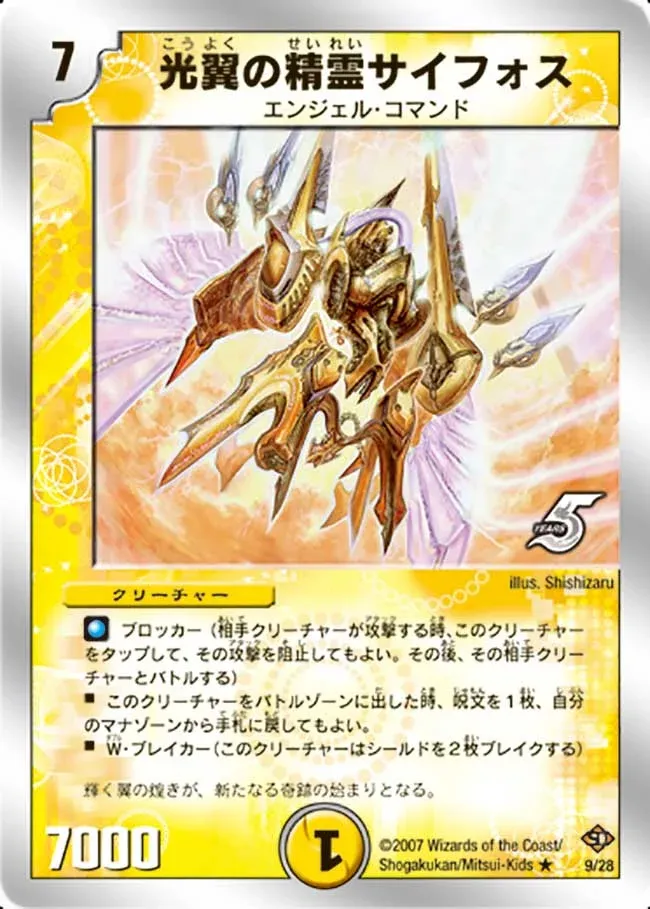 7
こうよく せいれい
光翼の精霊サイフォス
エンジェル・コマンド
5
YEARS
illus. Shishizaru
クリーチャー
ブロッカー(相手クリーチャーが攻撃する時、このクリーチャー
をタップして、その攻撃を阻止してもよい。その後、その相手クリー
チャーとバトルする)
■ このクリーチャーをバトルゾーンに出した時、呪文を1枚、自分
のマナゾーンから手札に戻してもよい。
■ W・ブレイカー(このクリーチャーはシールドを2枚ブレイクする)
輝く翼の煌きが、新たなる奇跡の始まりとなる。
7000
1
©2007 Wizards of the Coast/
Shogakukan/Mitsui-Kids ★
9/28